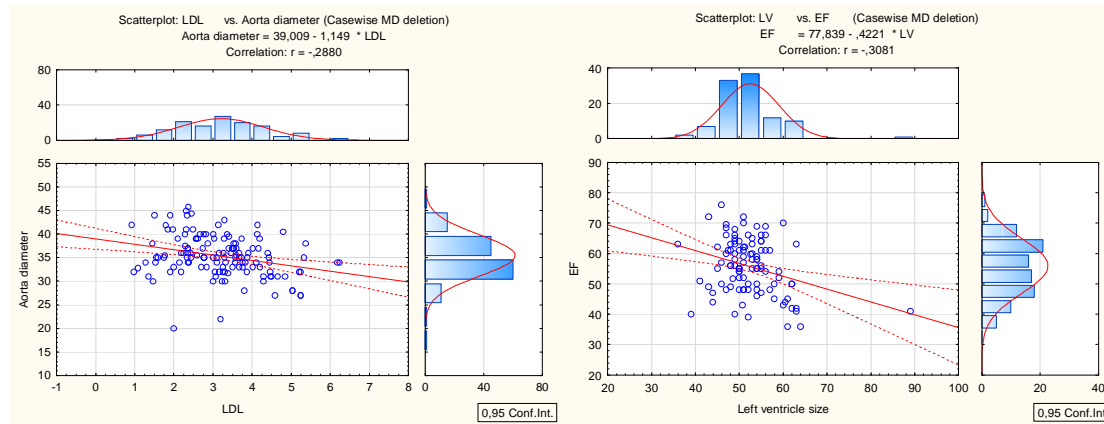 Scatterplot: LDL vs. Aorta diameter (Casewise MD deletion)
Aorta diameter = 39,009 - 1,149 * LDL
Correlation: r = -,2880
80
40
0
55
50
45
40
35
30
25
20
15
10
Aorta diameter
-1 0 1 2 3 4 5 6 7 8
LDL
0 40 80
0,95 Conf.Int.
Scatterplot: LV vs. EF (Casewise MD deletion)
EF = 77,839 - ,4221 * LV
Correlation: r = -,3081
40
20
0
90
80
70
60
50
40
30
20
EF
20 30 40 50 60 70 80 90 100
Left ventricle size
0 20 40
0,95 Conf.Int